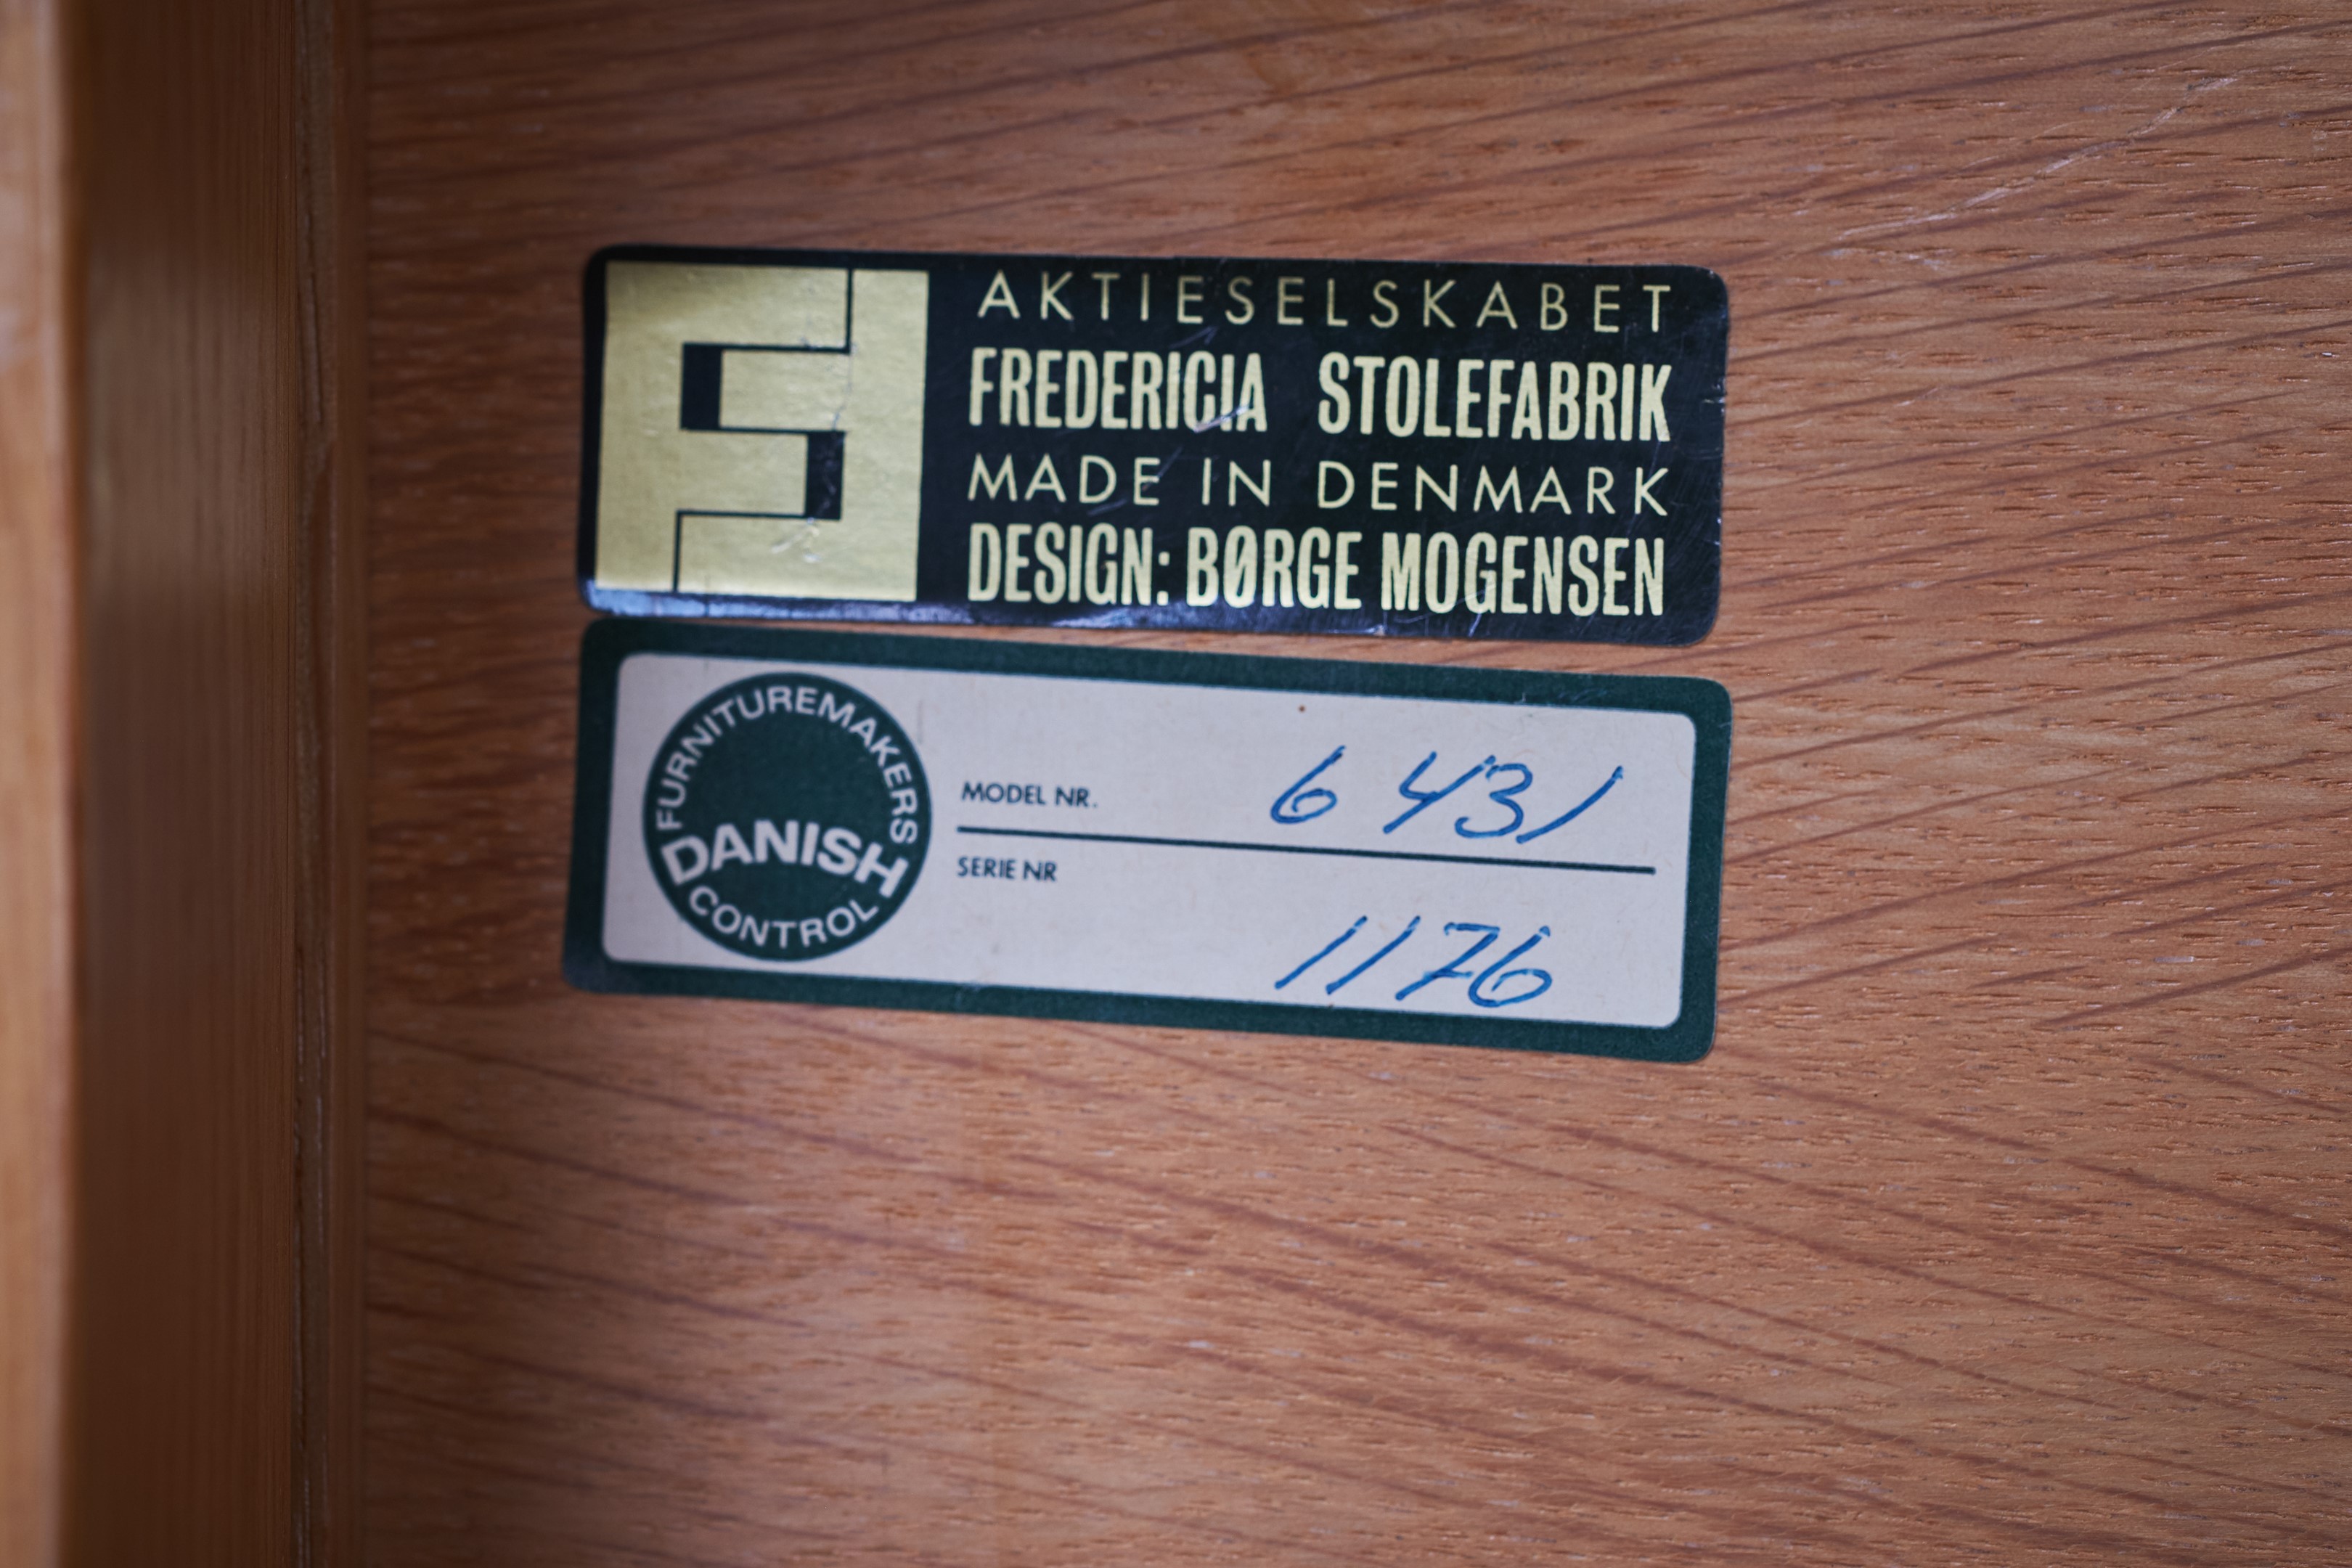 AKTIESELSKABET
FREDERICIA STOLEFABRIK
MADE IN DENMARK
DESIGN: BØRGE MOGENSEN
FURNITUREMAKERS
DANISH
CONTROL
MODEL NR. 6431
SERIE NR 1176